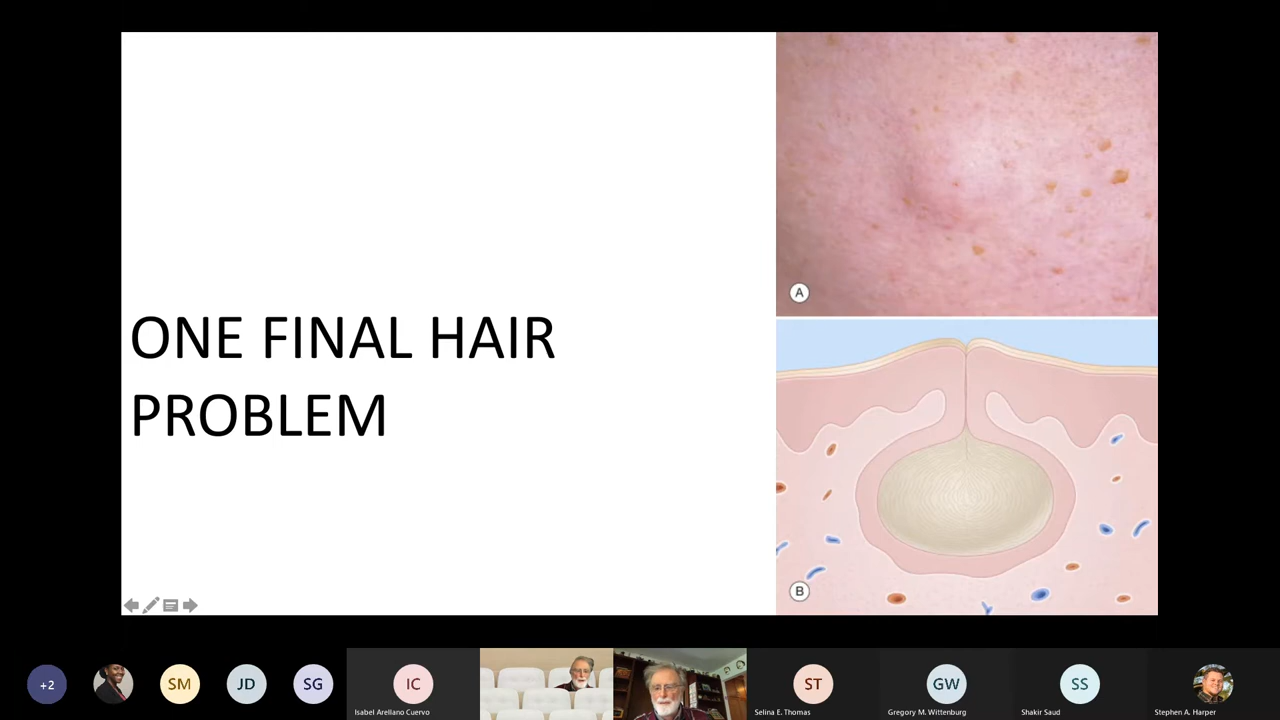 A
ONE FINAL HAIR
PROBLEM
B
+2
SM
JD
SG
IC
Isabel Arellano Cuervo
ST
Selina E. Thomas
GW
Gregory M. Wittenburg
SS
Shakir Saud
Stephen A. Harper